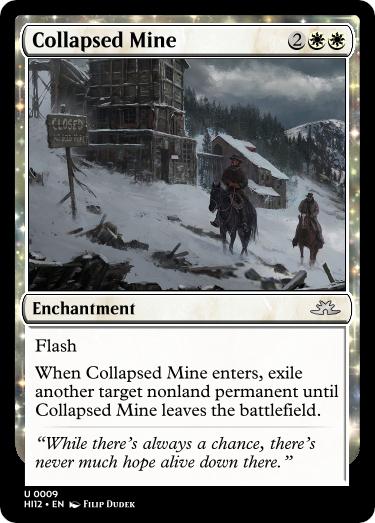 Collapsed Mine 2
CLOSED
Enchantment
Flash
When Collapsed Mine enters, exile
another target nonland permanent until
Collapsed Mine leaves the battlefield.
“While there’s always a chance, there’s
never much hope alive down there.”
U 0009
HI12 • EN Filip Dudek